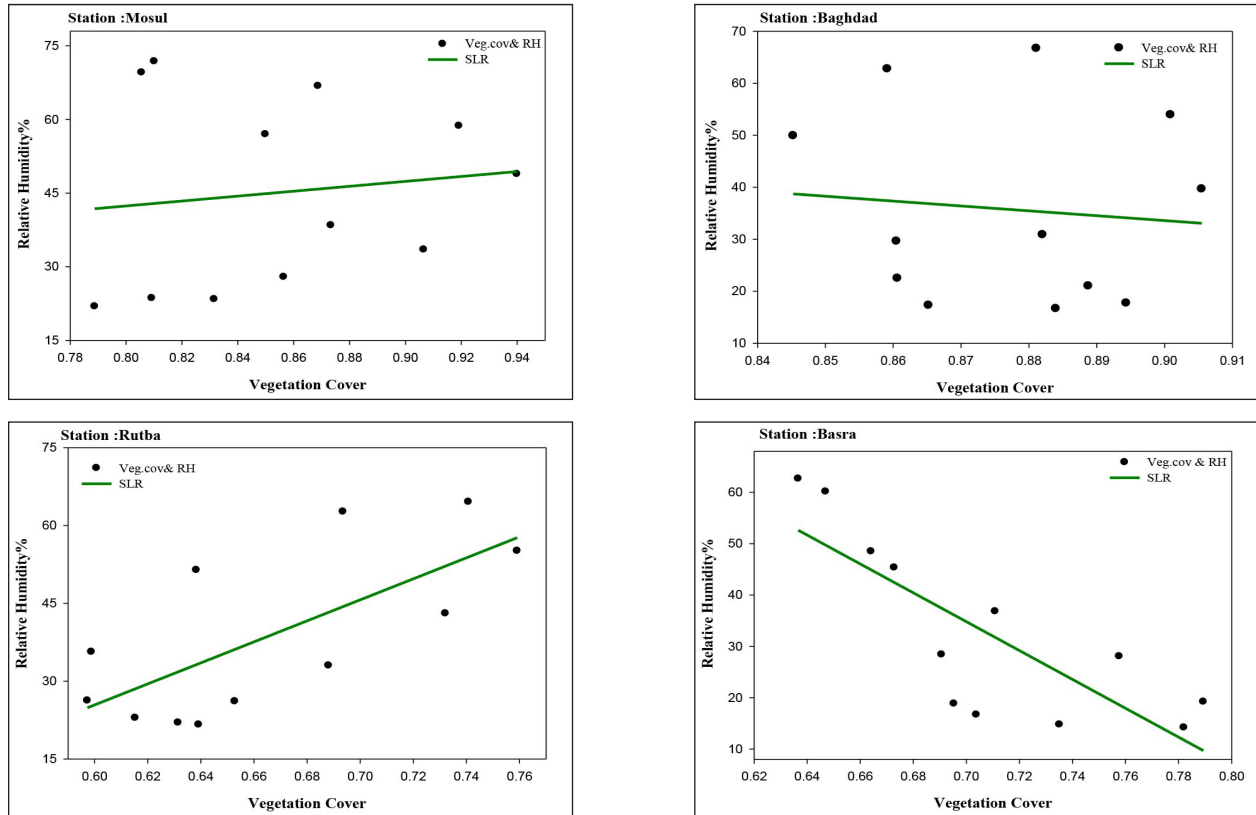 Station :Mosul
Veg.cov& RH
SLR
Relative Humidity%
75
60
45
30
15
0.78 0.80 0.82 0.84 0.86 0.88 0.90 0.92 0.94
Vegetation Cover
Station :Baghdad
Veg.cov& RH
SLR
Relative Humidity%
70
60
50
40
30
20
10
0.84 0.85 0.86 0.87 0.88 0.89 0.90 0.91
Vegetation Cover
Station :Rutba
Veg.cov& RH
SLR
Relative Humidity%
75
60
45
30
15
0.60 0.62 0.64 0.66 0.68 0.70 0.72 0.74 0.76
Vegetation Cover
Station :Basra
Veg.cov & RH
SLR
Relative Humidity%
60
50
40
30
20
10
0.62 0.64 0.66 0.68 0.70 0.72 0.74 0.76 0.78 0.80
Vegetation Cover